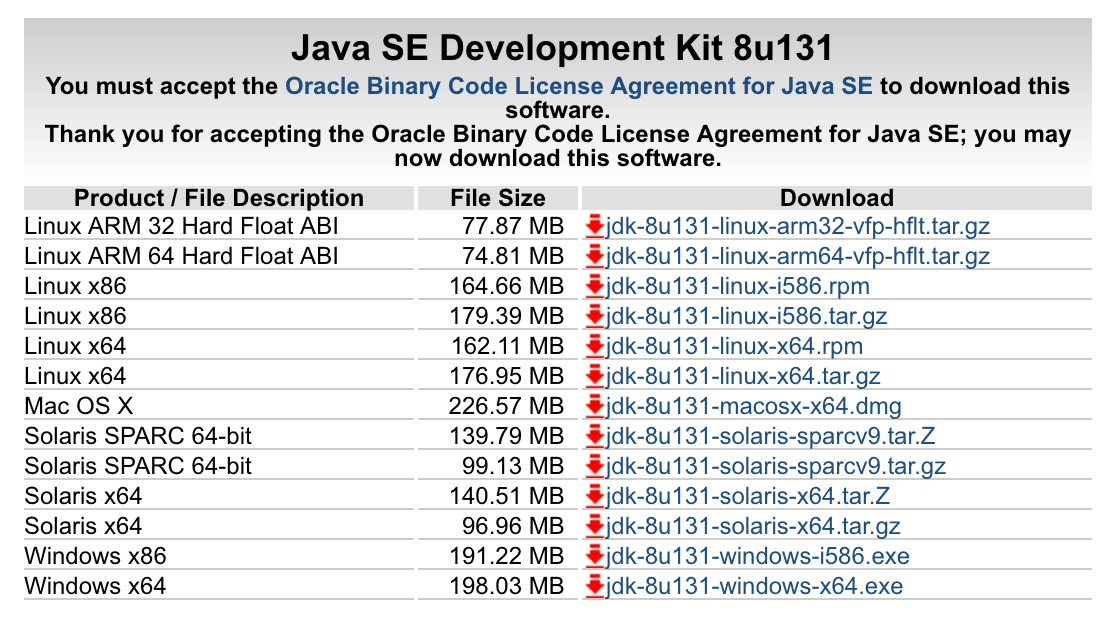 Java SE Development Kit 8u131
You must accept the Oracle Binary Code License Agreement for Java SE to download this
software.
Thank you for accepting the Oracle Binary Code License Agreement for Java SE; you may
now download this software.
Product / File Description File Size Download
Linux ARM 32 Hard Float ABI 77.87 MB jdk-8u131-linux-arm32-vfp-hflt.tar.gz
Linux ARM 64 Hard Float ABI 74.81 MB jdk-8u131-linux-arm64-vfp-hflt.tar.gz
Linux x86 164.66 MB jdk-8u131-linux-i586.rpm
Linux x86 179.39 MB jdk-8u131-linux-i586.tar.gz
Linux x64 162.11 MB jdk-8u131-linux-x64.rpm
Linux x64 176.95 MB jdk-8u131-linux-x64.tar.gz
Mac OS X 226.57 MB jdk-8u131-macosx-x64.dmg
Solaris SPARC 64-bit 139.79 MB jdk-8u131-solaris-sparcv9.tar.Z
Solaris SPARC 64-bit 99.13 MB jdk-8u131-solaris-sparcv9.tar.gz
Solaris x64 140.51 MB jdk-8u131-solaris-x64.tar.Z
Solaris x64 96.96 MB jdk-8u131-solaris-x64.tar.gz
Windows x86 191.22 MB jdk-8u131-windows-i586.exe
Windows x64 198.03 MB jdk-8u131-windows-x64.exe